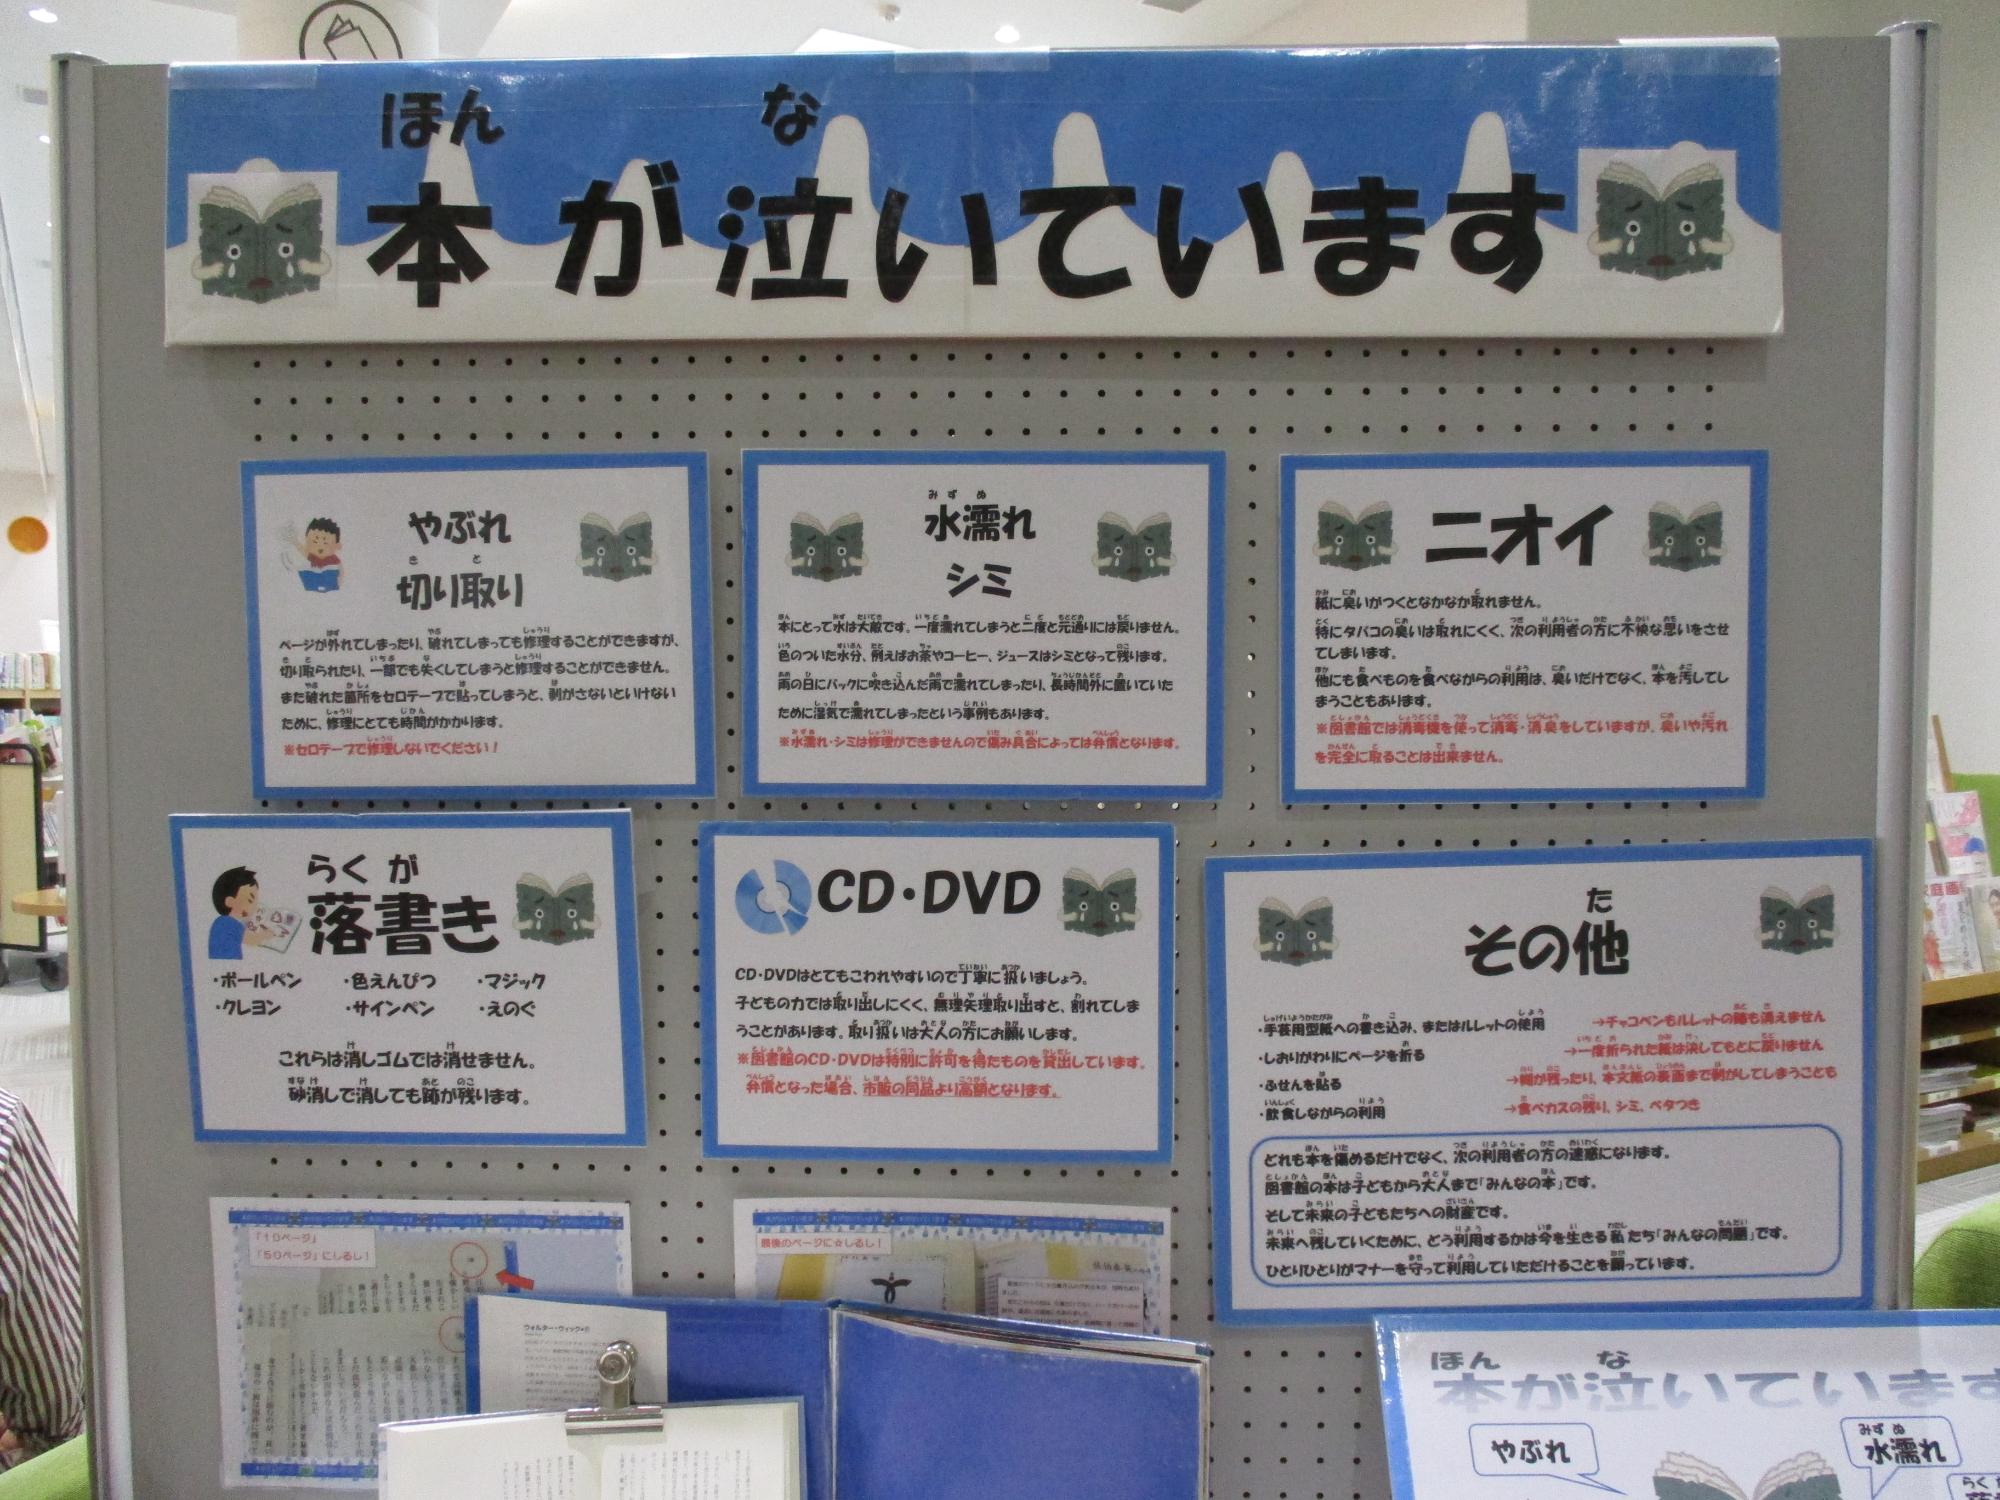 本が泣いています
やぶれ
切り取り
ページが外れてしまったり、破れてしまっても修理することができますが、
切り取られたり、一部でも失くしてしまうと修理することができません。
また破れた箇所をセロテープで貼ってしまうと、剥がさないといけない
ために、修理にとても時間がかかります。
※セロテープで修理しないでください！
水濡れ
シミ
本にとって水は大敵です。一度濡れてしまうと二度と元通りには戻りません。
色のついた水分、例えばお茶やコーヒー、ジュースはシミとなって残ります。
雨の日にバックに吹き込んだ雨で濡れてしまったり、長時間外に置いていた
ために湿気で濡れてしまったという事例もあります。
※水濡れ・シミは修理ができませんので傷み具合によっては弁償となります。
ニオイ
紙に臭いがつくとなかなか取れません。
特にタバコの臭いは取れにくく、次の利用者の方に不快な思いをさせ
てしまいます。
他にも食べものを食べながらの利用は、臭いだけでなく、本を汚してし
まうこともあります。
※図書館では消毒機を使って消毒・消臭をしていますが、臭いや汚れ
を完全に取ることは出来ません。
落書き
・ボールペン ・色えんぴつ ・マジック
・クレヨン ・サインペン ・えのぐ
これらは消しゴムでは消せません。
砂消しで消しても跡が残ります。
CD・DVD
CD・DVDはとてもこわれやすいので丁寧に扱いましょう。
子どもの力では取り出しにくく、無理矢理取り出すと、割れてしま
うことがあります。取り扱いは大人の方にお願いします。
※図書館のCD・DVDは特別に許可を得たものを貸出しています。
弁償となった場合、市販の同品より高額となります。
その他
・手芸用型紙への書き込み、またはルレットの使用 →チャコペンもルレットの跡も消えません
・しおりがわりにページを折る →一度折られた紙は決してもとに戻りません
・ふせんを貼る →糊が残ったり、本文紙の表面まで剥がしてしまうことも
・飲食しながらの利用 →食べカスの残り、シミ、ベタつき
どれも本を傷めるだけでなく、次の利用者の方の迷惑になります。
図書館の本は子どもから大人まで「みんなの本」です。
そして未来の子どもたちへの財産です。
未来へ残していくために、どう利用するかは今を生きる私たち「みんなの問題」です。
ひとりひとりがマナーを守って利用していただけることを願っています。
「10ページ」
「50ページ」にしるし！
最後のページに☆しるし！
ウォルター・ウィック
本が泣いています
やぶれ
水濡れ